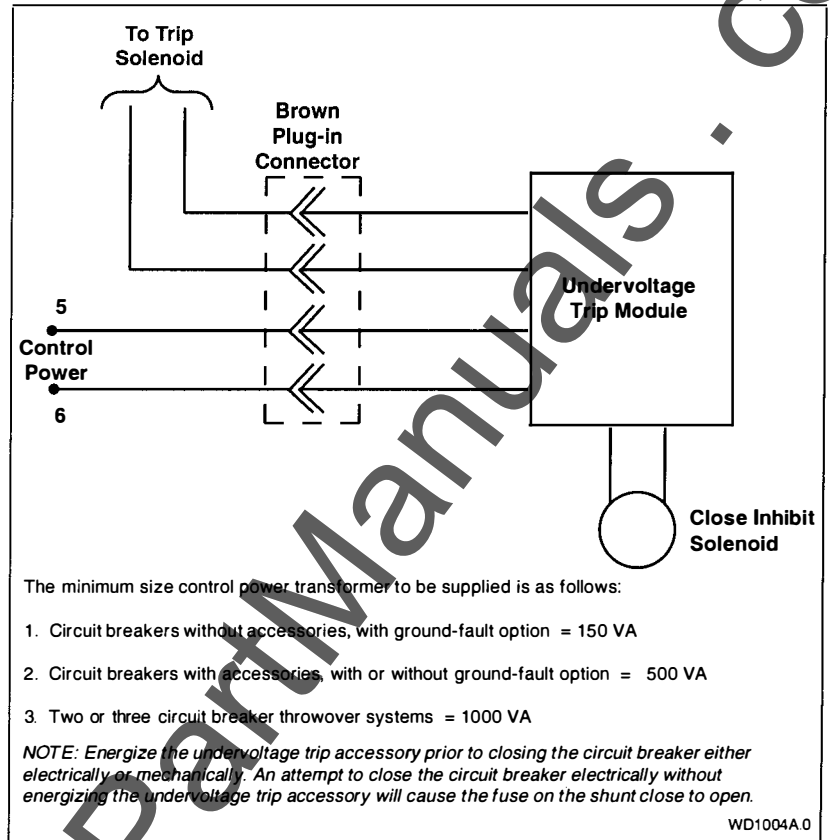 To Trip
Solenoid
Brown
Plug-in
Connector
Undervoltage
Trip Module
5
Control
Power
6
Close Inhibit
Solenoid
The minimum size control power transformer to be supplied is as follows:
1. Circuit breakers without accessories, with ground-fault option = 150 VA
2. Circuit breakers with accessories, with or without ground-fault option = 500 VA
3. Two or three circuit breaker throwover systems = 1000 VA
NOTE: Energize the undervoltage trip accessory prior to closing the circuit breaker either
electrically or mechanically. An attempt to close the circuit breaker electrically without
energizing the undervoltage trip accessory will cause the fuse on the shunt close to open.
WD1004A.0
PartManuals . c